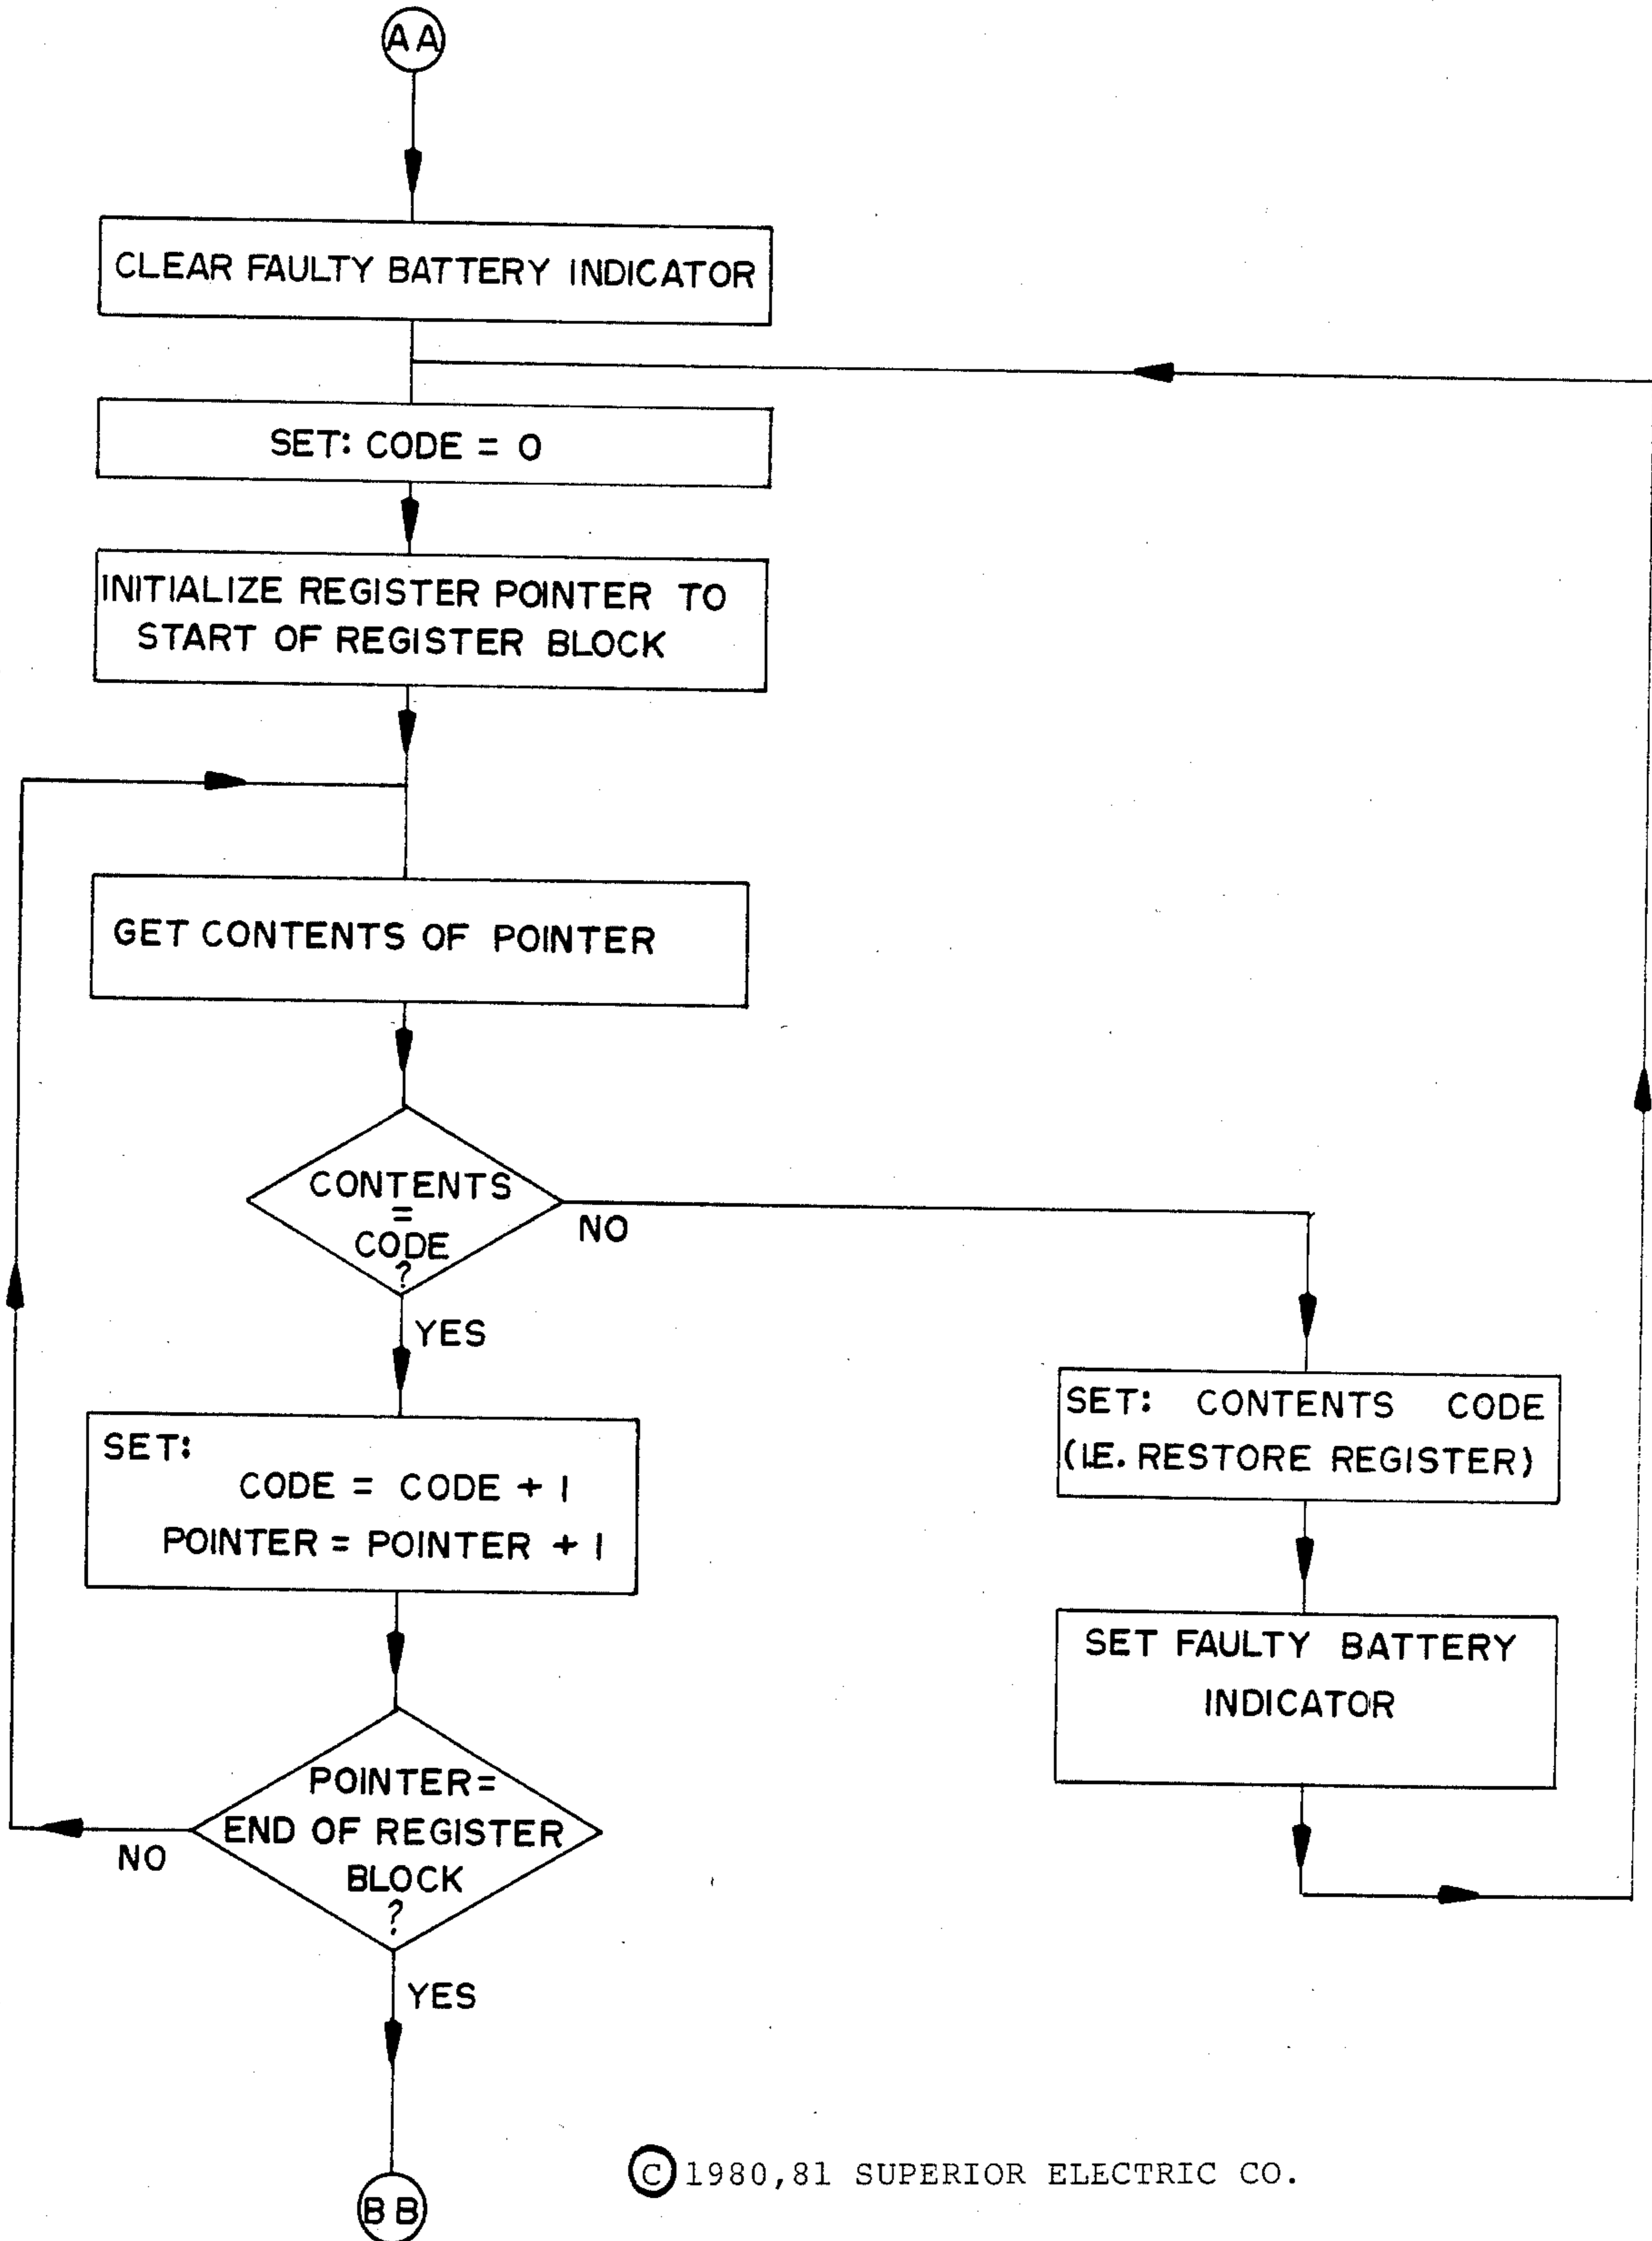 AA
CLEAR FAULTY BATTERY INDICATOR
SET: CODE = 0
INITIALIZE REGISTER POINTER TO
START OF REGISTER BLOCK
GET CONTENTS OF POINTER
CONTENTS
=
CODE
?
NO
YES
SET:
CODE = CODE + 1
POINTER = POINTER + 1
SET: CONTENTS CODE
(I.E. RESTORE REGISTER)
SET FAULTY BATTERY
INDICATOR
POINTER =
END OF REGISTER
BLOCK
?
NO
YES
BB
© 1980,81 SUPERIOR ELECTRIC CO.